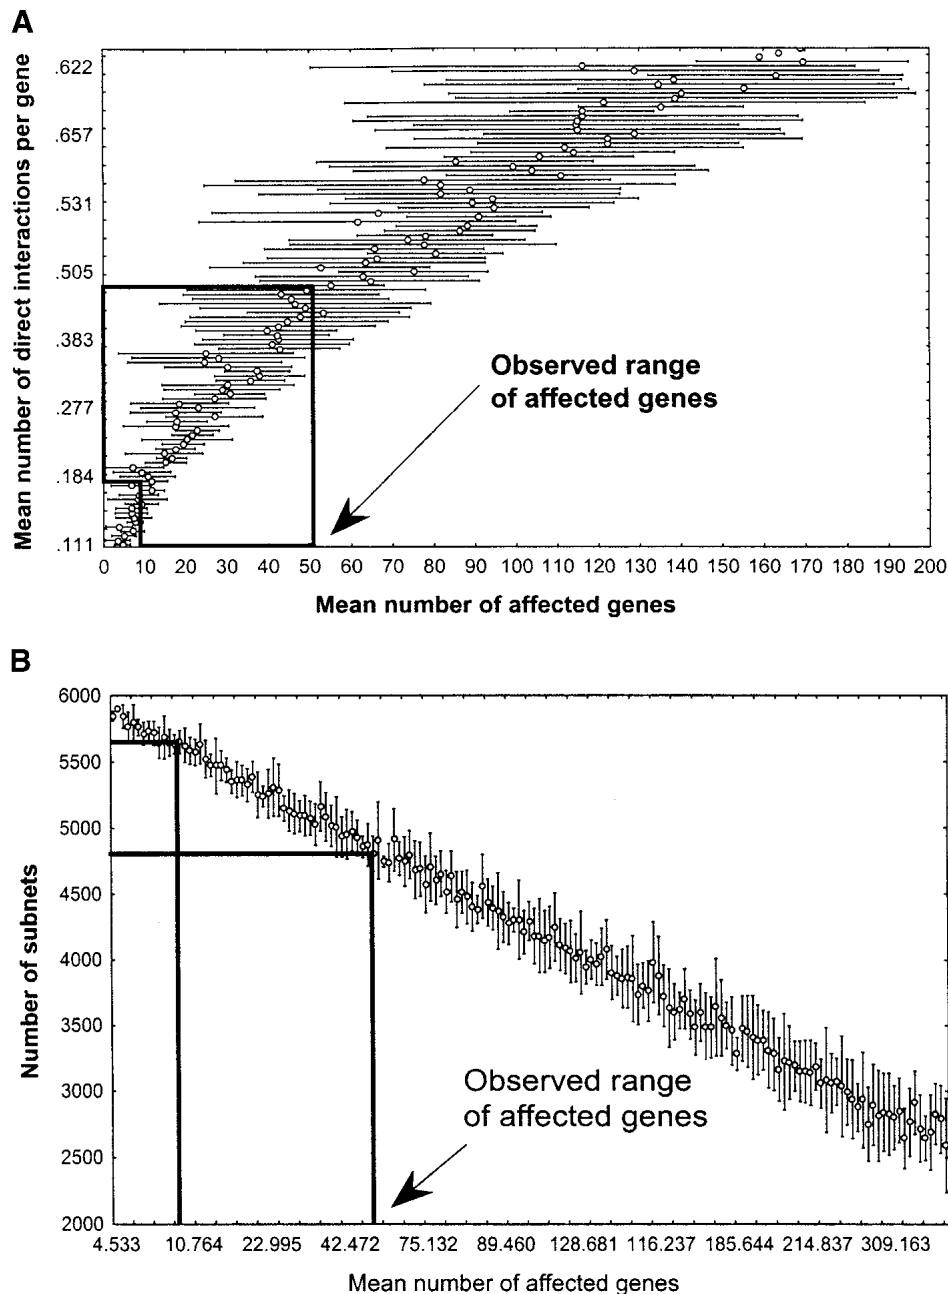 A
Mean number of direct interactions per gene
.622
.657
.531
.505
.383
.277
.184
.111
Observed range
of affected genes
0 10 20 30 40 50 60 70 80 90 100 110 120 130 140 150 160 170 180 190 200
Mean number of affected genes
B
Number of subnets
6000
5500
5000
4500
4000
3500
3000
2500
2000
Observed range
of affected genes
4.533 10.764 22.995 42.472 75.132 89.460 128.681 116.237 185.644 214.837 309.163
Mean number of affected genes